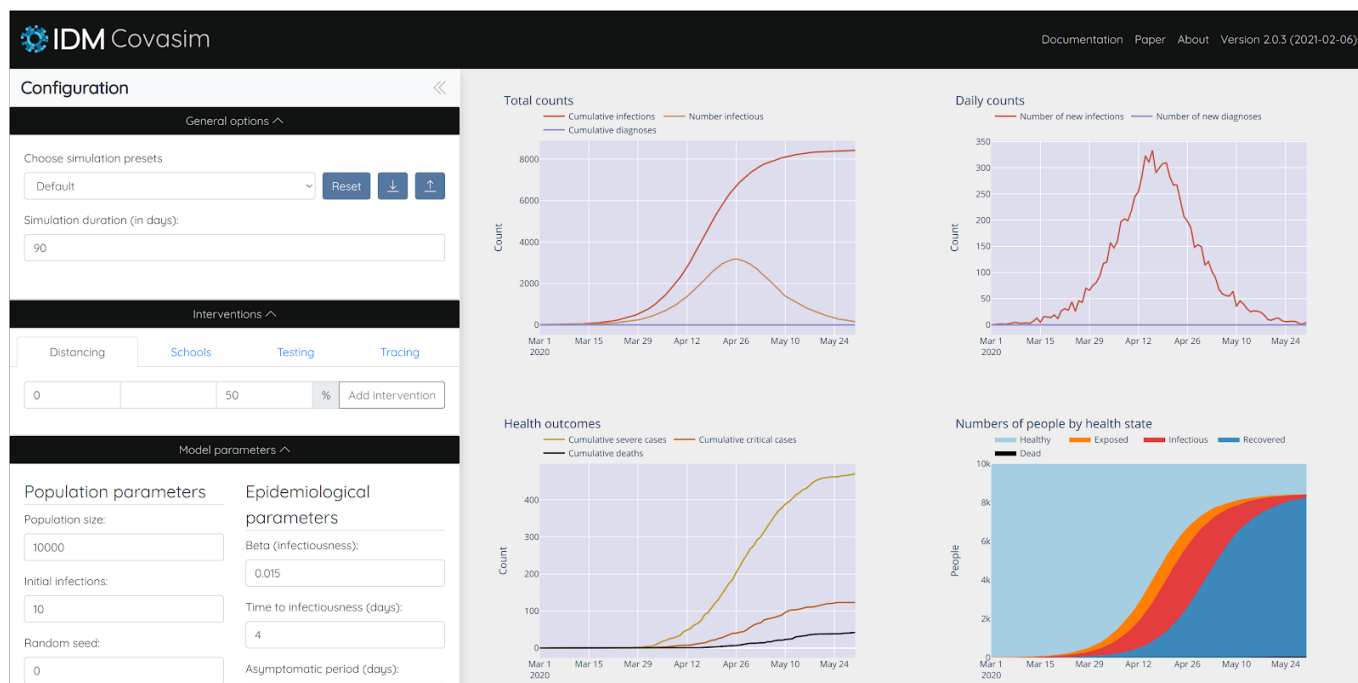 IDM Covasim
Documentation Paper About Version 2.0.3 (2021-02-06)
Configuration
General options
Choose simulation presets
Default
Reset
Simulation duration (in days):
90
Interventions
Distancing Schools Testing Tracing
0 50 % Add intervention
Model parameters
Population parameters
Population size:
10000
Initial infections:
10
Random seed:
0
Epidemiological
parameters
Beta (infectiousness):
0.015
Time to infectiousness (days):
4
Asymptomatic period (days):
Total counts
Cumulative infections Number infectious
Cumulative diagnoses
8000
6000
4000
2000
0
Count
Mar 1 Mar 15 Mar 29 Apr 12 Apr 26 May 10 May 24
2020
Daily counts
Number of new infections Number of new diagnoses
350
300
250
200
150
100
50
0
Count
Mar 1 Mar 15 Mar 29 Apr 12 Apr 26 May 10 May 24
2020
Health outcomes
Cumulative severe cases Cumulative critical cases
Cumulative deaths
400
300
200
100
0
Count
Mar 1 Mar 15 Mar 29 Apr 12 Apr 26 May 10 May 24
2020
Numbers of people by health state
Healthy Exposed Infectious Recovered
Dead
10k
8k
6k
4k
2k
0
People
Mar 1 Mar 15 Mar 29 Apr 12 Apr 26 May 10 May 24
2020